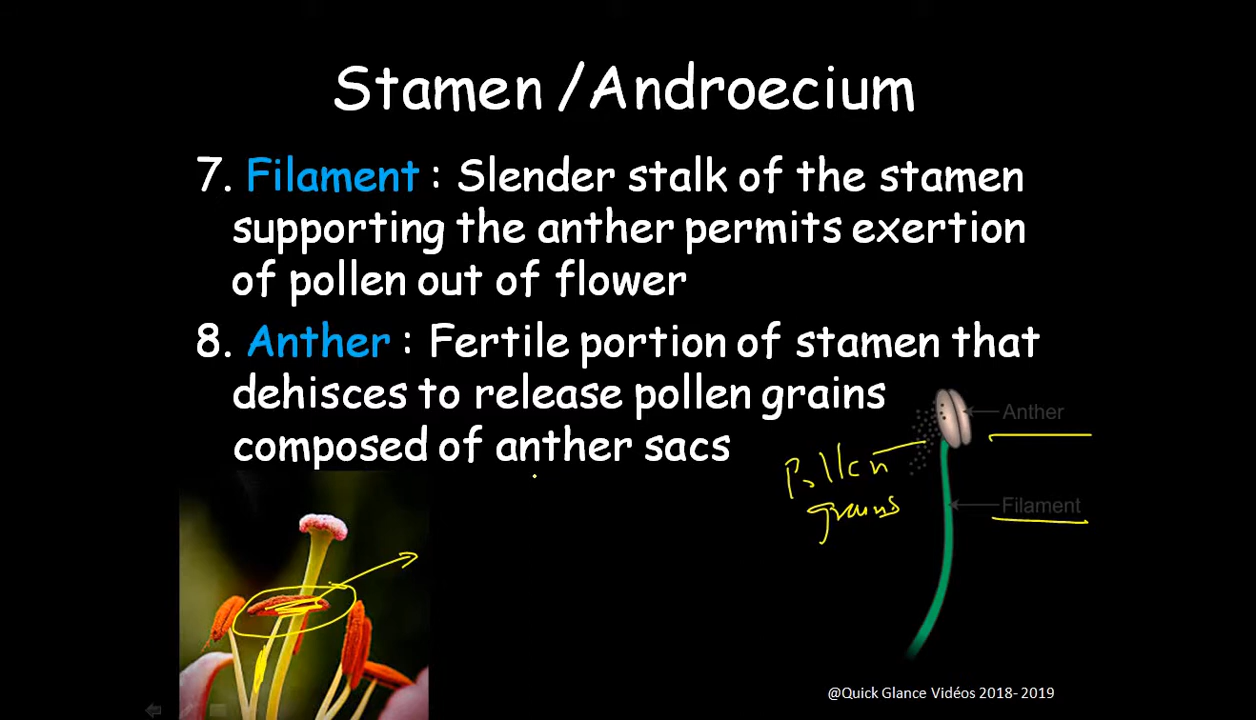 Stamen /Androecium
7. Filament : Slender stalk of the stamen
supporting the anther permits exertion
of pollen out of flower
8. Anther : Fertile portion of stamen that
dehisces to release pollen grains
composed of anther sacs
Anther
Pollen
grains
Filament
@Quick Glance Vidéos 2018- 2019